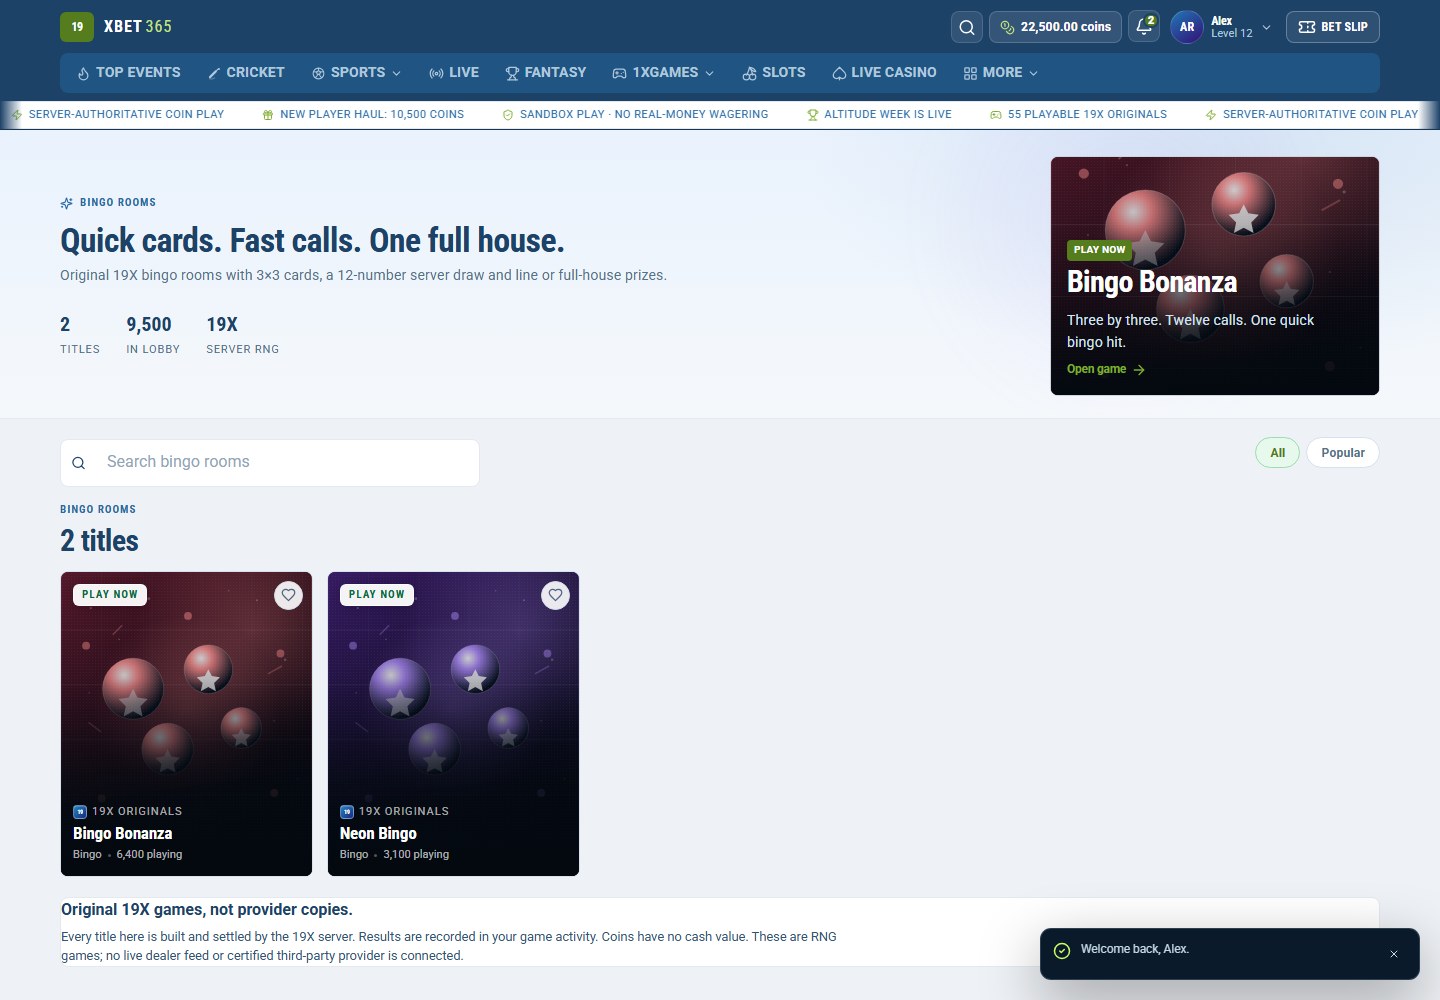 19 XBET 365
22,500.00 coins
2
AR
Alex
Level 12
BET SLIP
TOP EVENTS
CRICKET
SPORTS
LIVE
FANTASY
1XGAMES
SLOTS
LIVE CASINO
MORE
SERVER-AUTHORITATIVE COIN PLAY
NEW PLAYER HAUL: 10,500 COINS
SANDBOX PLAY · NO REAL-MONEY WAGERING
ALTITUDE WEEK IS LIVE
55 PLAYABLE 19X ORIGINALS
SERVER-AUTHORITATIVE COIN PLAY
BINGO ROOMS
Quick cards. Fast calls. One full house.
Original 19X bingo rooms with 3×3 cards, a 12-number server draw and line or full-house prizes.
2
TITLES
9,500
IN LOBBY
19X
SERVER RNG
PLAY NOW
Bingo Bonanza
Three by three. Twelve calls. One quick
bingo hit.
Open game
Search bingo rooms
All
Popular
BINGO ROOMS
2 titles
PLAY NOW
19 19X ORIGINALS
Bingo Bonanza
Bingo • 6,400 playing
PLAY NOW
19 19X ORIGINALS
Neon Bingo
Bingo • 3,100 playing
Original 19X games, not provider copies.
Every title here is built and settled by the 19X server. Results are recorded in your game activity. Coins have no cash value. These are RNG
games; no live dealer feed or certified third-party provider is connected.
Welcome back, Alex.